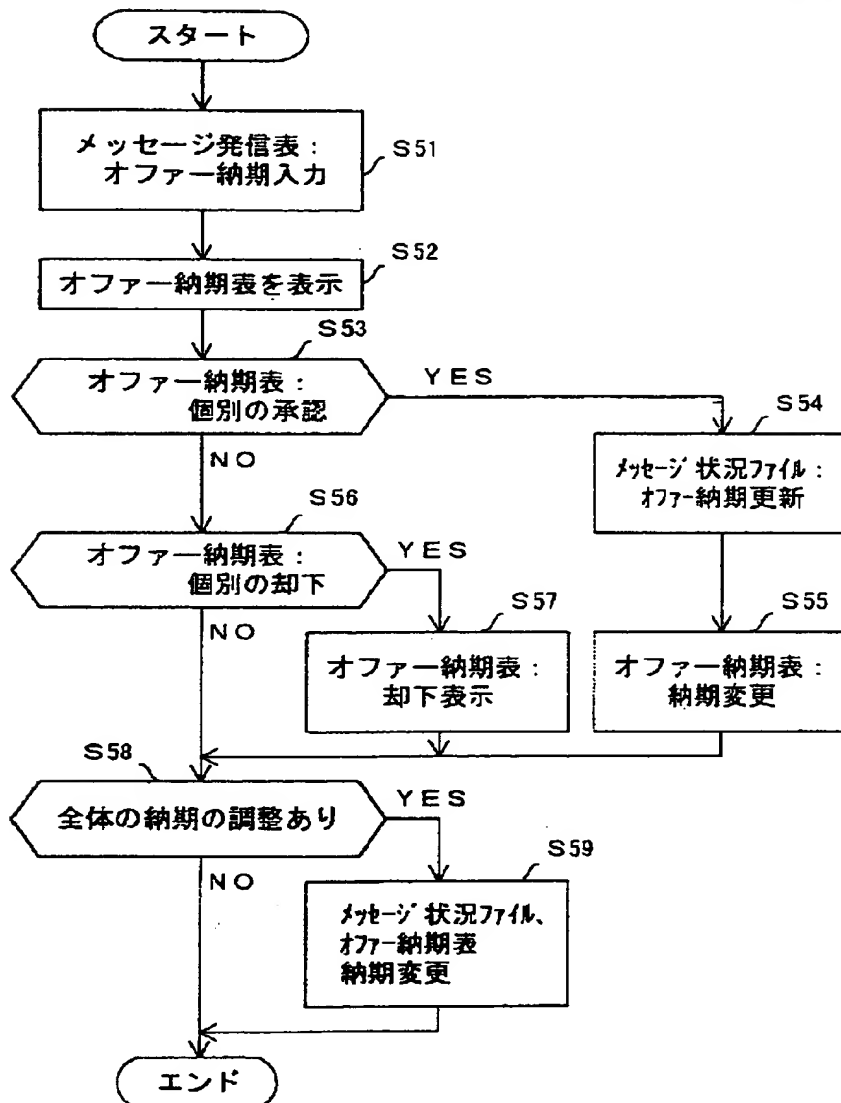 スタート
メッセージ発信表：
オファー納期入力
S51
S52
オファー納期表を表示
S53
オファー納期表：
個別の承認
YES
NO
S54
メッセージ状況ファイル：
オファー納期更新
S56
オファー納期表：
個別の却下
YES
NO
S57
オファー納期表：
却下表示
S55
オファー納期表：
納期変更
S58
全体の納期の調整あり
YES
NO
S59
メッセージ状況ファイル、
オファー納期表
納期変更
エンド